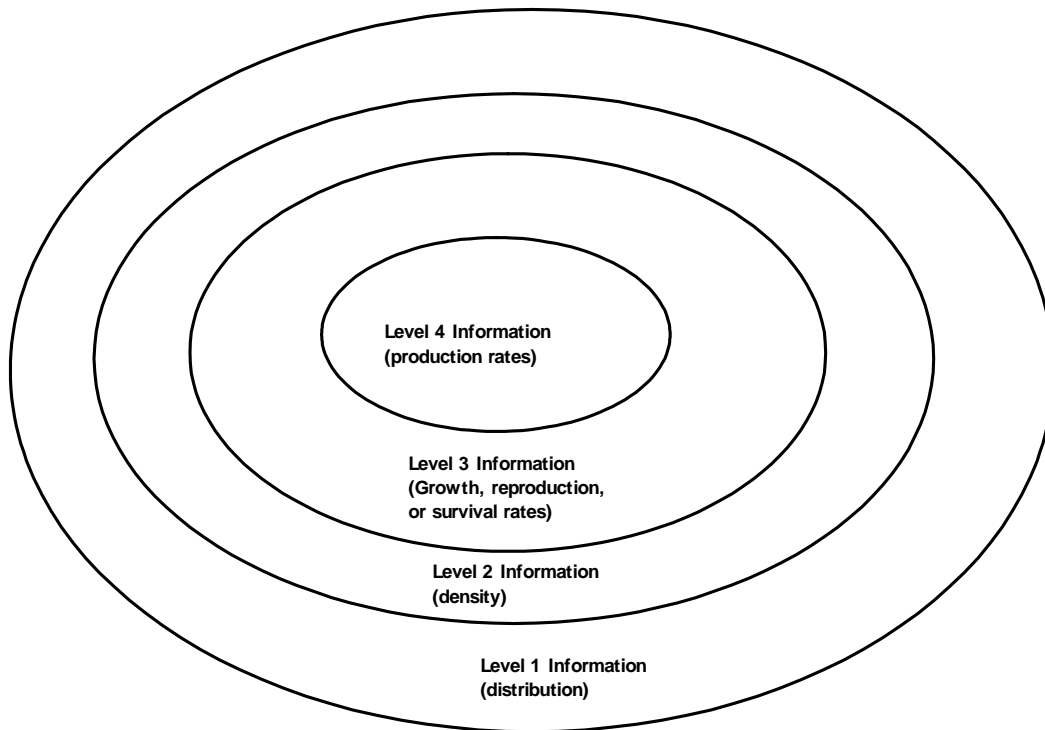 Level 4 Information
(production rates)
Level 3 Information
(Growth, reproduction,
or survival rates)
Level 2 Information
(density)
Level 1 Information
(distribution)